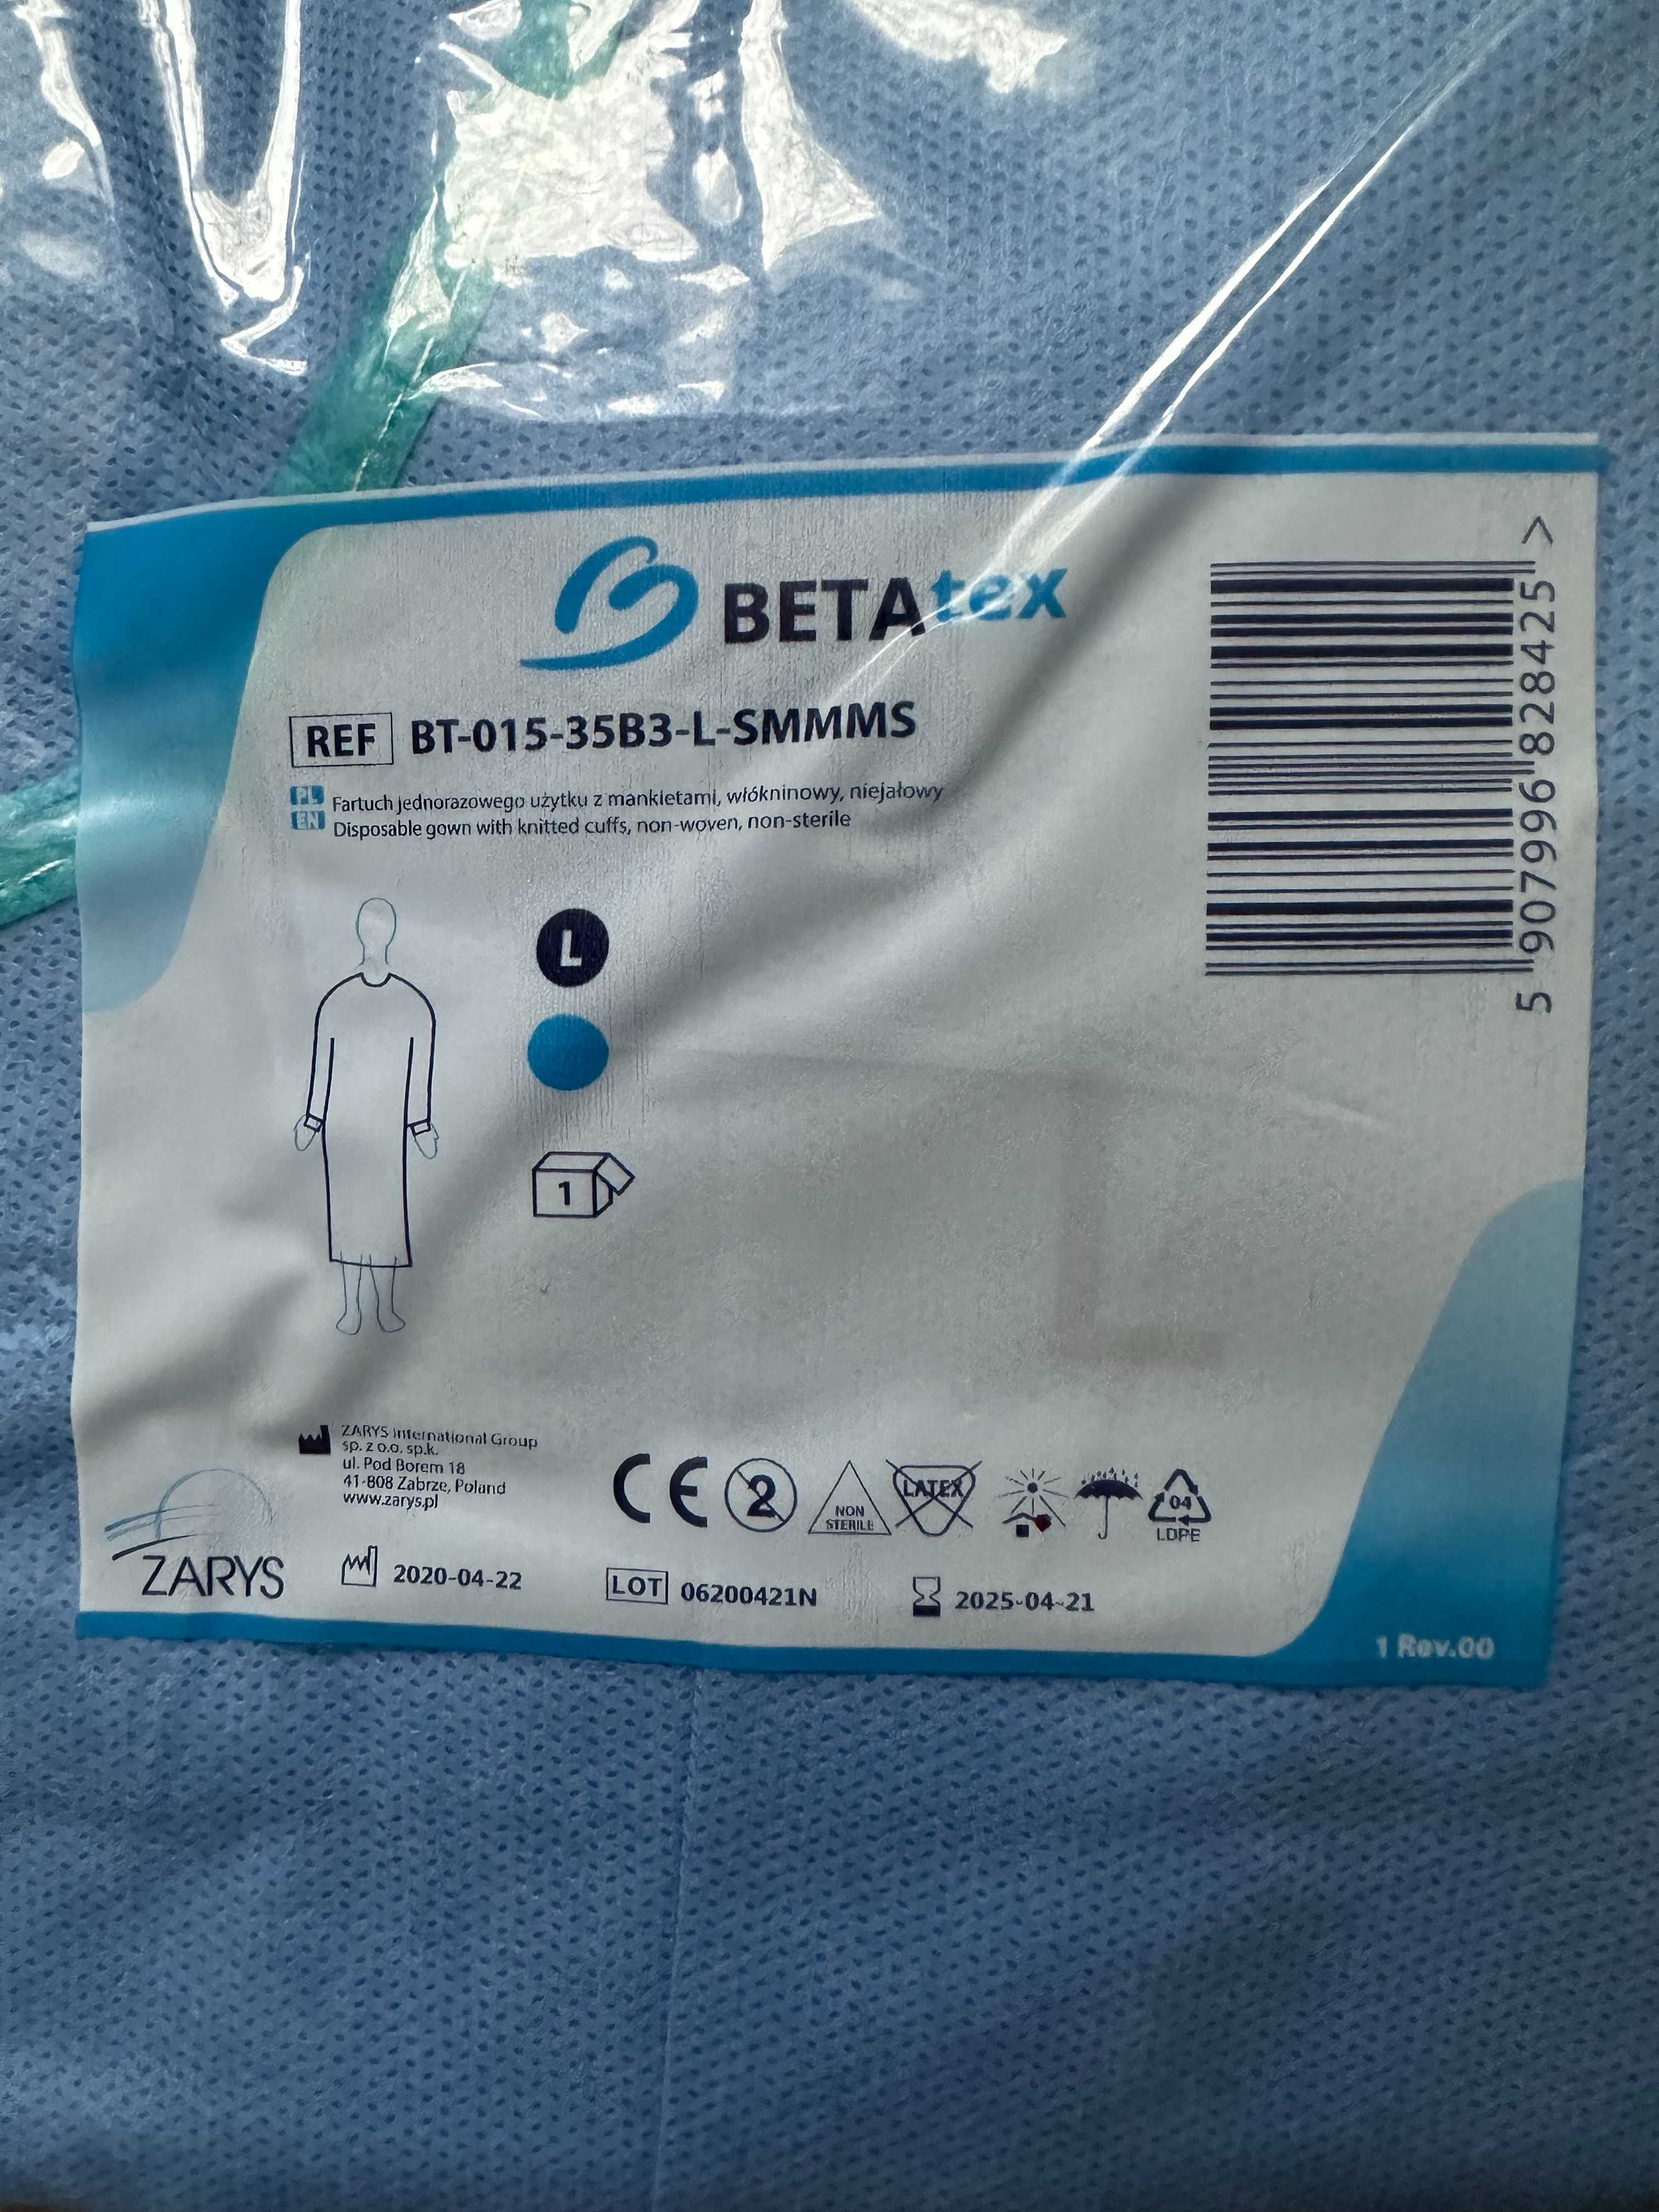 BETAtex
REF BT-015-35B3-L-SMMMS
PL Fartuch jednorazowego użytku z mankietami, włókninowy, niejałowy
EN Disposable gown with knitted cuffs, non-woven, non-sterile
L
1
5 907996 828425 >
ZARYS International Group
sp. z o.o. sp.k.
ul. Pod Borem 18
41-808 Zabrze, Poland
www.zarys.pl
ZARYS
CE
2
NON
STERILE
LATEX
04
LDPE
2020-04-22
LOT 06200421N
2025-04-21
1 Rev.00
L